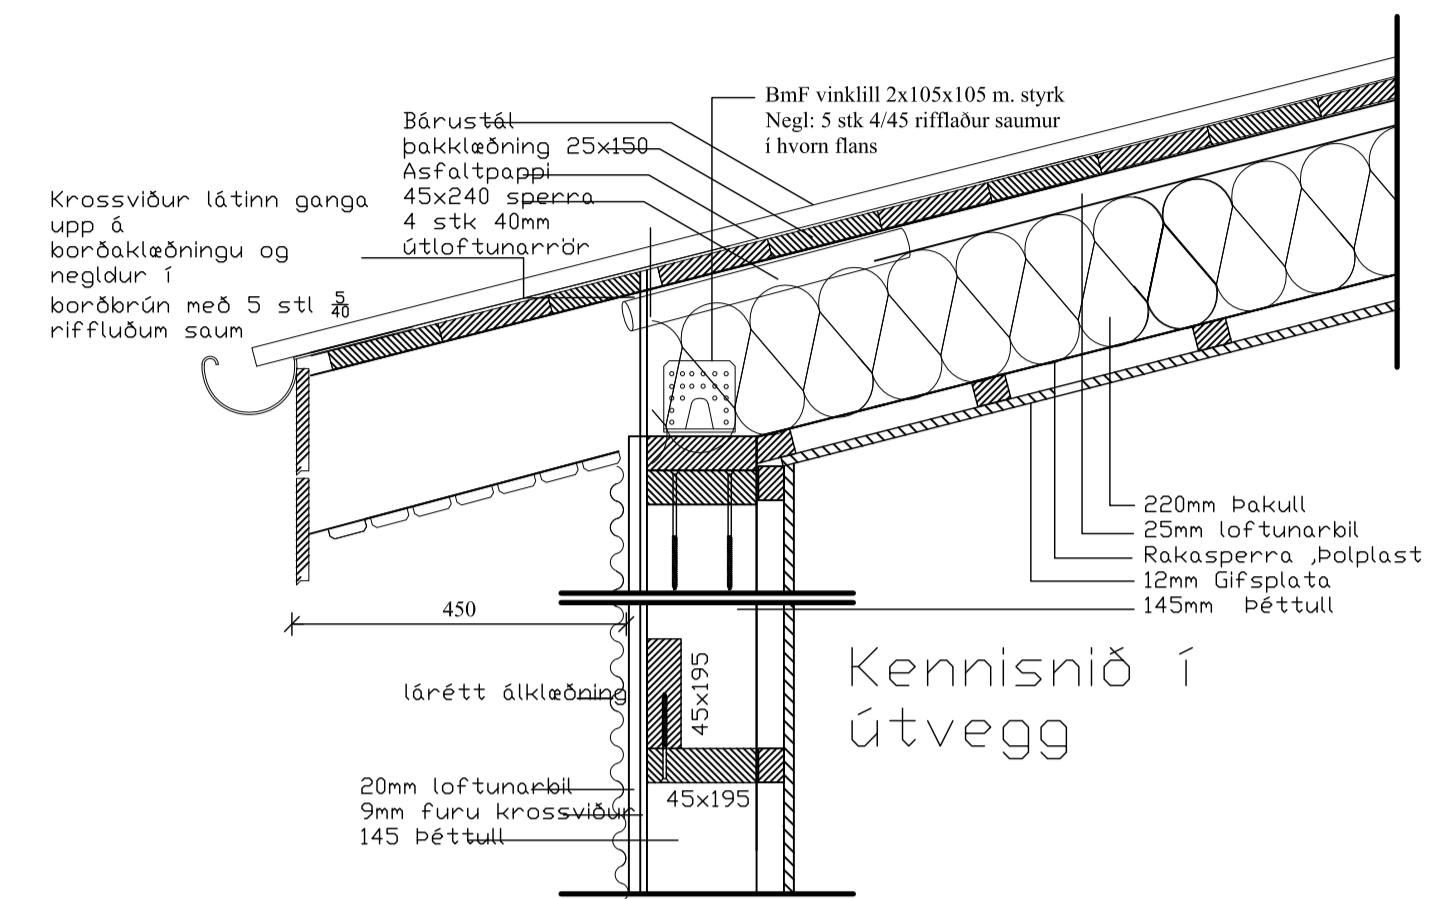 BmF vinklill 2x105x105 m. styrk
Negl: 5 stk 4/45 rifflaður saumur
í hvorn flans
Bárustál
þakklæðning 25x150
Asfaltpappi
45x240 sperra
4 stk 40mm
útloftunarrör
Krossviður látinn ganga
upp á
borðaklæðningu og
negldur í
borðbrún með 5 stl 5/40
riffluðum saum
220mm Þakull
25mm loftunarbil
Rakasperra ,Þolplast
12mm Gifsplata
145mm Þéttull
450
Kennisnið í
útvegg
lárétt álklæðning
45x195
45x195
20mm loftunarbil
9mm furu krossviður
145 Þéttull